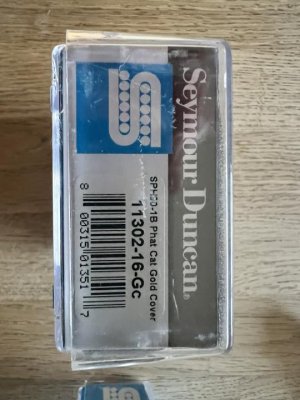 Seymour Duncan®
SPH90-1B Phat Cat Gold Cover
11302-16-Gc
8 00315 01351 7